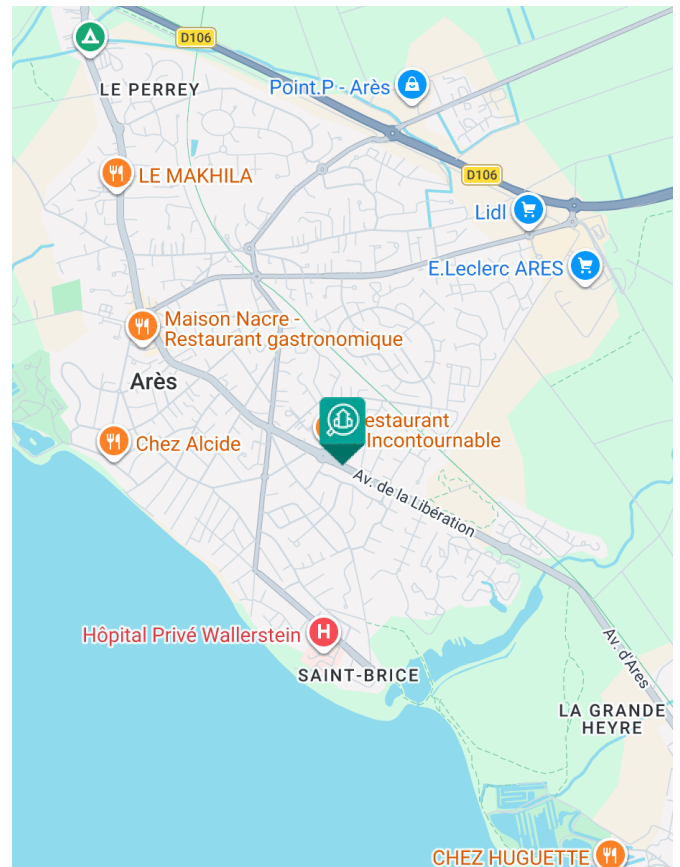 D106
LE PERREY
Point.P - Arès
LE MAKHILA
D106
Lidl
E.Leclerc ARES
Maison Nacre -
Restaurant gastronomique
Arès
estaurant
Incontournable
Chez Alcide
Av. de la Libération
Hôpital Privé Wallerstein
H
SAINT-BRICE
Av. d'Ares
LA GRANDE
HEYRE
CHEZ HUGUETTE